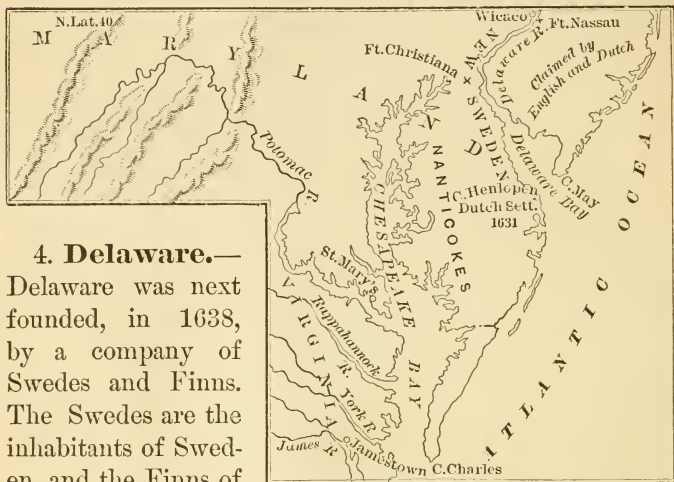 N.Lat.40
MARYLAND
Wicaco
Ft.Nassau
Ft.Christiana
NEW SWEDEN
Delaware R.
Claimed by
English and Dutch
Potomac R.
CHESAPEAKE BAY
NANTICOKES
C.Henlopen
Dutch Sett.
1631
Delaware Bay
C.May
ATLANTIC OCEAN
St.Mary's
VIRGINIA
Rappahannock R.
York R
James R
Jamestown
C.Charles
4. Delaware.—
Delaware was next
founded, in 1638,
by a company of
Swedes and Finns.
The Swedes are the
inhabitants of Swed-
en, and the Finns of